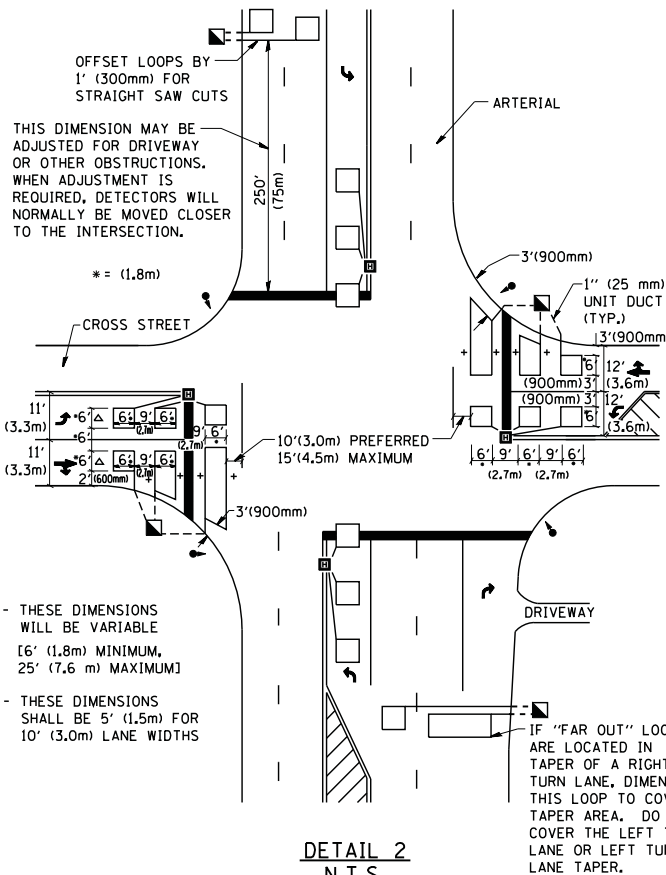 OFFSET LOOPS BY
1' (300mm) FOR
STRAIGHT SAW CUTS
THIS DIMENSION MAY BE
ADJUSTED FOR DRIVEWAY
OR OTHER OBSTRUCTIONS.
WHEN ADJUSTMENT IS
REQUIRED, DETECTORS WILL
NORMALLY BE MOVED CLOSER
TO THE INTERSECTION.
250'
(75m)
* = (1.8m)
ARTERIAL
3'(900mm)
1'' (25 mm)
UNIT DUCT
(TYP.)
3'(900mm
CROSS STREET
H
+ + + +
*6'
12'
(3.6m)
(900mm) 3'
(900mm) 3'
*6'
12'
(3.6m)
H
6' 9' 6' 9' 6'
* * *
(2.7m) (2.7m)
H
11'
(3.3m)
*6'
6' 9' 6'
(2.7m)
*6'
9' 6'
(2.7m) *
11'
(3.3m)
*6'
6' 9' 6'
(2.7m)
2' (600mm)
+ + + +
10'(3.0m) PREFERRED
15'(4.5m) MAXIMUM
3'(900mm)
H
- THESE DIMENSIONS
WILL BE VARIABLE
[6' (1.8m) MINIMUM,
25' (7.6 m) MAXIMUM]
- THESE DIMENSIONS
SHALL BE 5' (1.5m) FOR
10' (3.0m) LANE WIDTHS
DRIVEWAY
IF "FAR OUT" LOO
ARE LOCATED IN
TAPER OF A RIGHT
TURN LANE, DIMEN
THIS LOOP TO COV
TAPER AREA. DO
COVER THE LEFT T
LANE OR LEFT TU
LANE TAPER.
DETAIL 2
N.T.S.